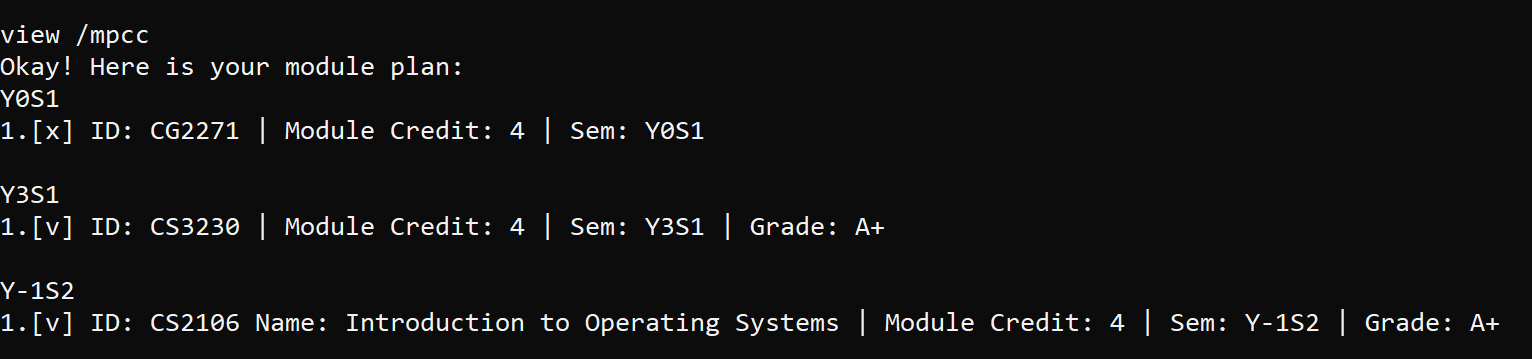 view /mpcc
Okay! Here is your module plan:
Y0S1
1.[x] ID: CG2271 | Module Credit: 4 | Sem: Y0S1
Y3S1
1.[v] ID: CS3230 | Module Credit: 4 | Sem: Y3S1 | Grade: A+
Y-1S2
1.[v] ID: CS2106 Name: Introduction to Operating Systems | Module Credit: 4 | Sem: Y-1S2 | Grade: A+